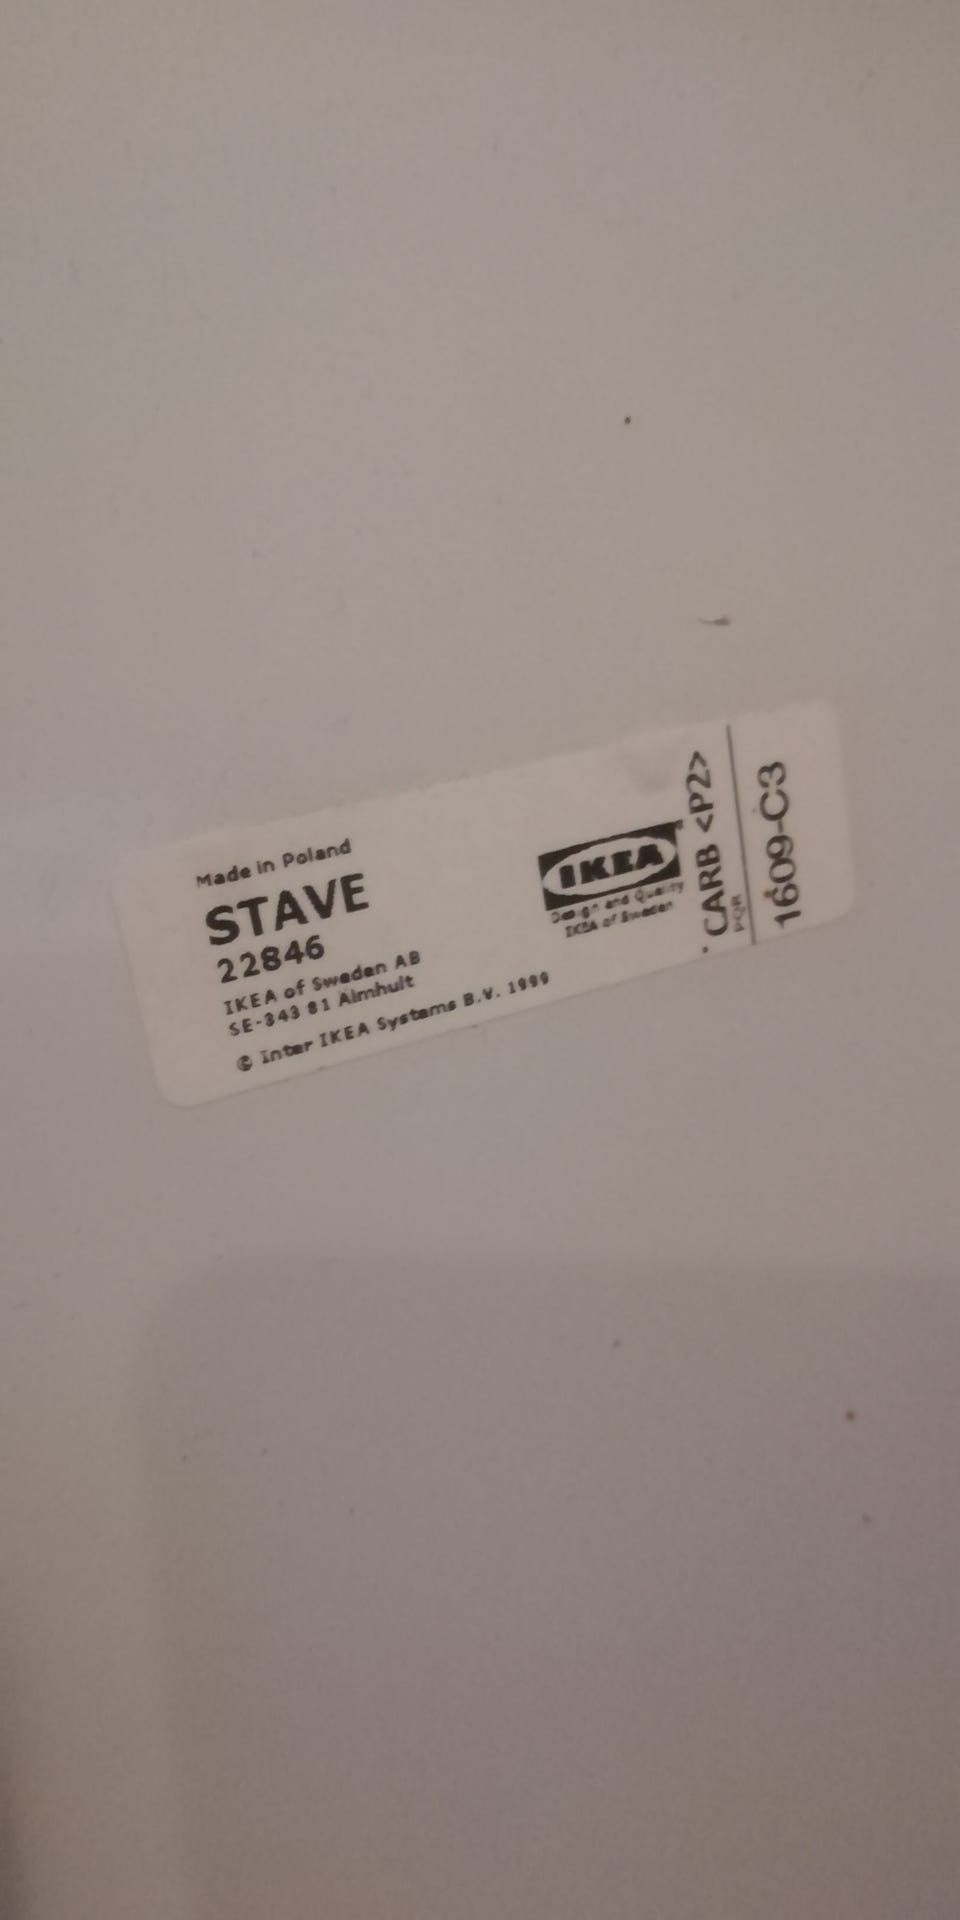 Made in Poland
STAVE
22846
IKEA of Sweden AB
SE-343 81 Älmhult
© Inter IKEA Systems B.V. 1999
IKEA®
Design and Quality
IKEA of Sweden
CARB <P2>
PQR
1609-C3